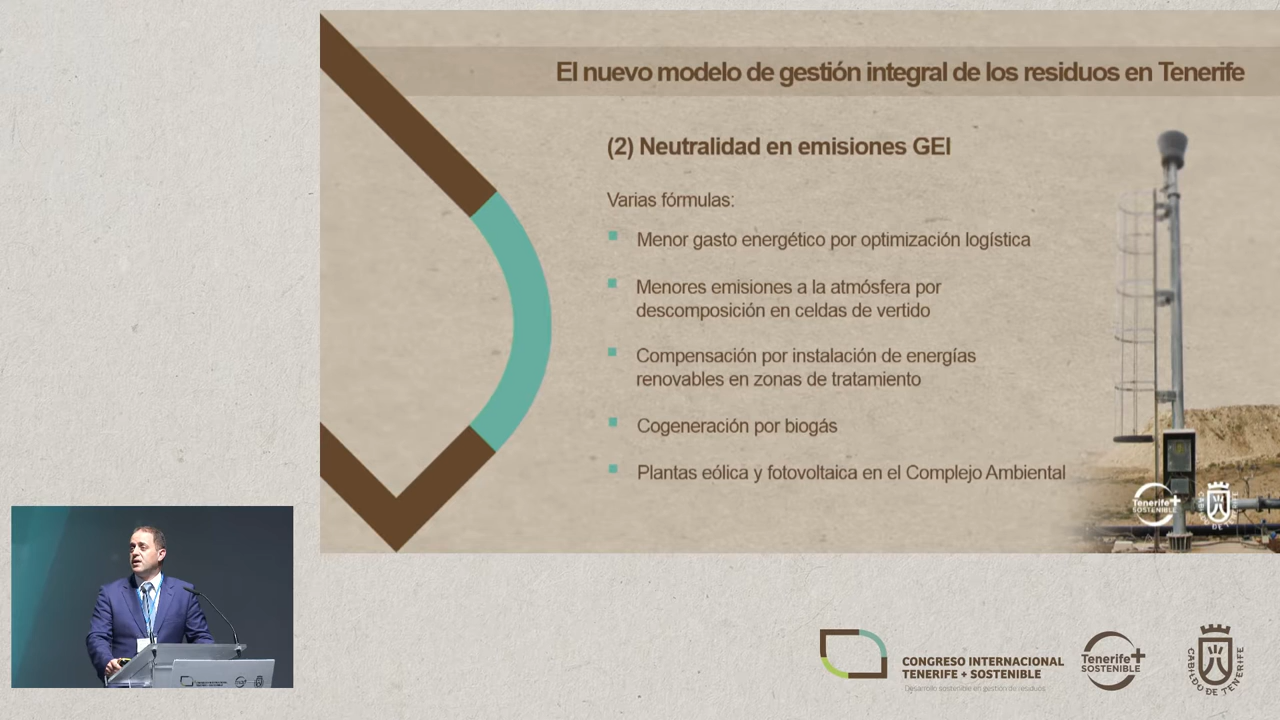 El nuevo modelo de gestión integral de los residuos en Tenerife
(2) Neutralidad en emisiones GEI
Varias fórmulas:
Menor gasto energético por optimización logística
Menores emisiones a la atmósfera por
descomposición en celdas de vertido
Compensación por instalación de energías
renovables en zonas de tratamiento
Cogeneración por biogás
Plantas eólica y fotovoltaica en el Complejo Ambiental
Tenerife+
SOSTENIBLE
CONGRESO INTERNACIONAL
TENERIFE + SOSTENIBLE
Desarrollo sostenible en gestión de residuos
Tenerife+
SOSTENIBLE
CABILDO DE TENERIFE